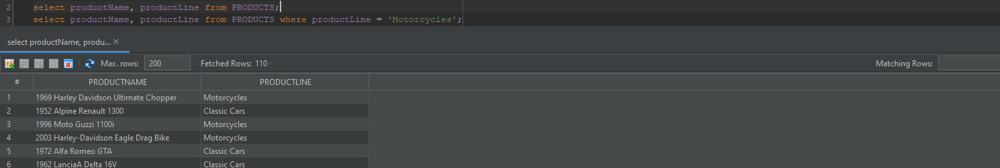 2 select productName, productLine from PRODUCTS;
3 select productName, productLine from PRODUCTS where productLine = 'Motorcycles';
select productName, produ... ×
Max. rows: 200 Fetched Rows: 110 Matching Rows:
# PRODUCTNAME PRODUCTLINE
1 1969 Harley Davidson Ultimate Chopper Motorcycles
2 1952 Alpine Renault 1300 Classic Cars
3 1996 Moto Guzzi 1100i Motorcycles
4 2003 Harley-Davidson Eagle Drag Bike Motorcycles
5 1972 Alfa Romeo GTA Classic Cars
6 1962 LanciaA Delta 16V Classic Cars